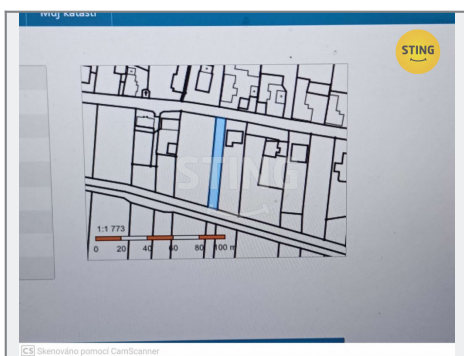 Můj katastr
STING
STING
1:1 773
0 20 40 60 80 100 m
CS Skenováno pomocí CamScanner